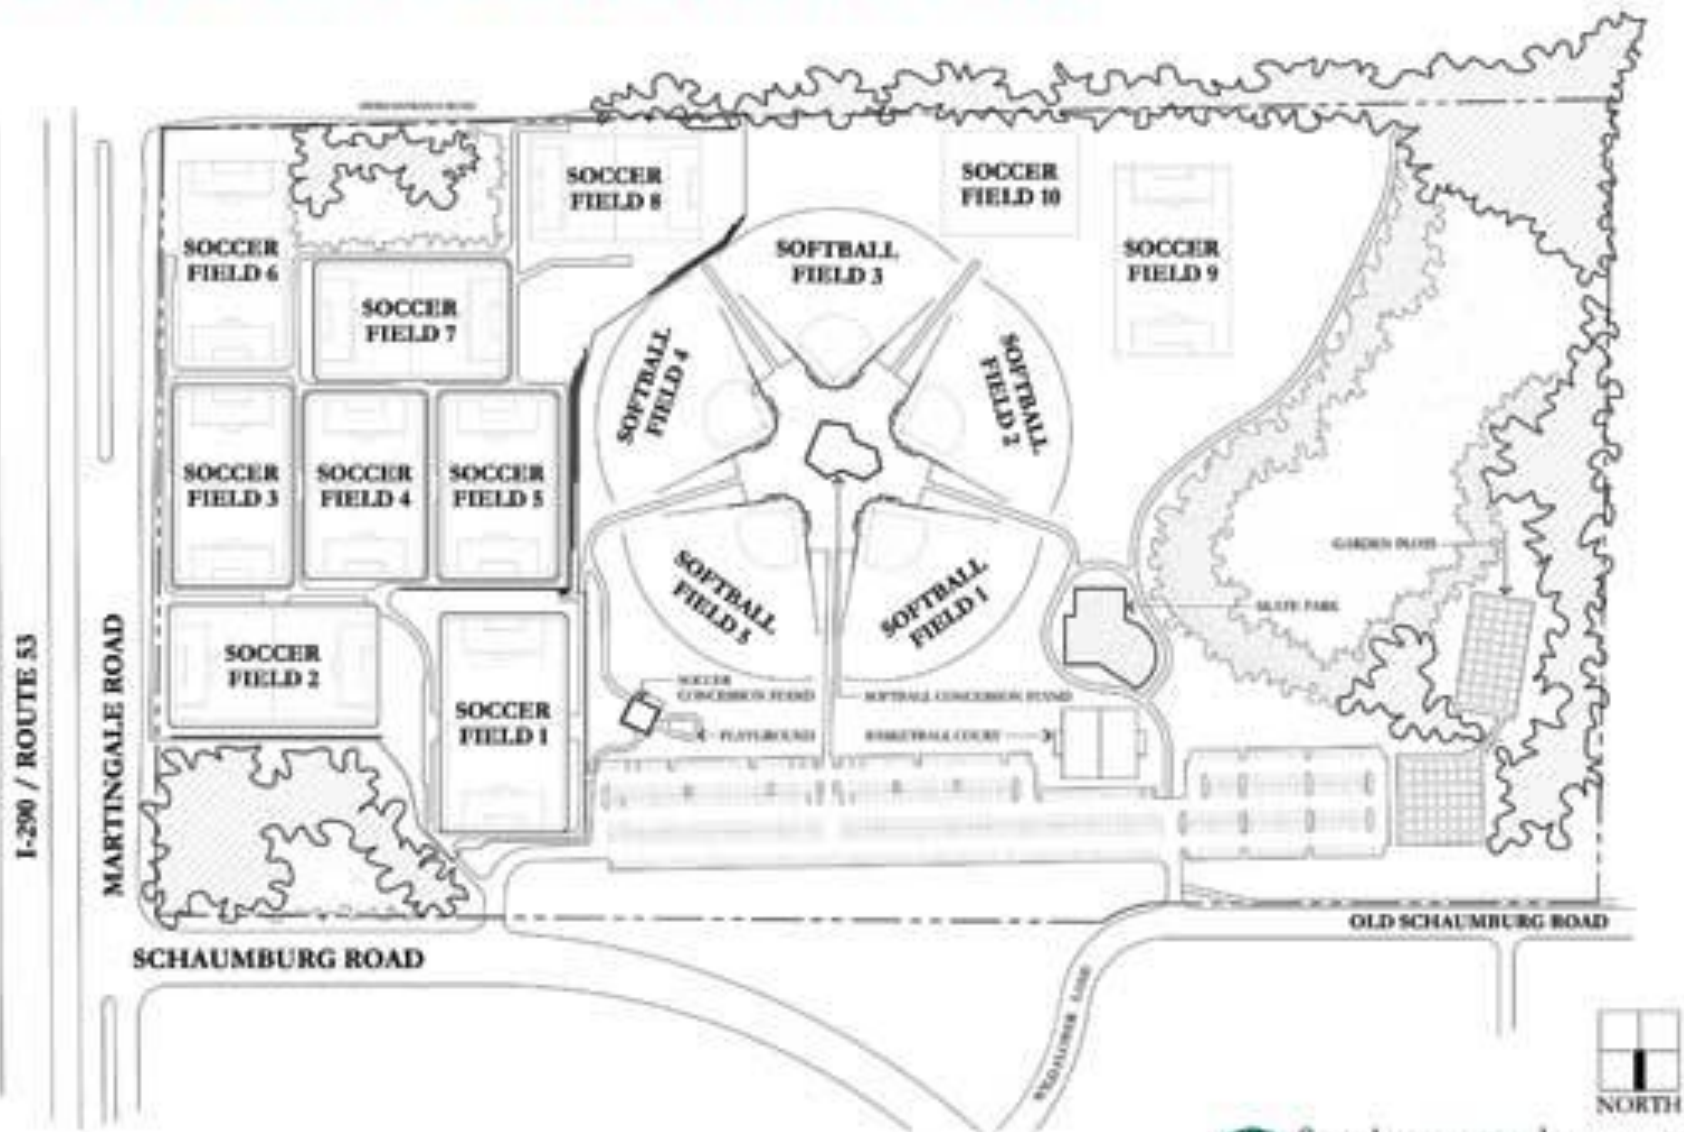 SOCCER
FIELD 8
SOCCER
FIELD 10
SOCCER
FIELD 6
SOFTBALL
FIELD 3
SOCCER
FIELD 9
SOCCER
FIELD 7
SOFTBALL
FIELD 4
SOFTBALL
FIELD 2
SOCCER
FIELD 3
SOCCER
FIELD 4
SOCCER
FIELD 5
GARDEN PLOTS
SOFTBALL
FIELD 5
SOFTBALL
FIELD 1
SKATE PARK
SOCCER
FIELD 2
SOCCER
CONCESSION STAND
SOFTBALL CONCESSION STAND
SOCCER
FIELD 1
PLAYGROUND
BASKETBALL COURT
I-290 / ROUTE 53
MARTINGALE ROAD
OLD SCHAUMBURG ROAD
SCHAUMBURG ROAD
NORTH